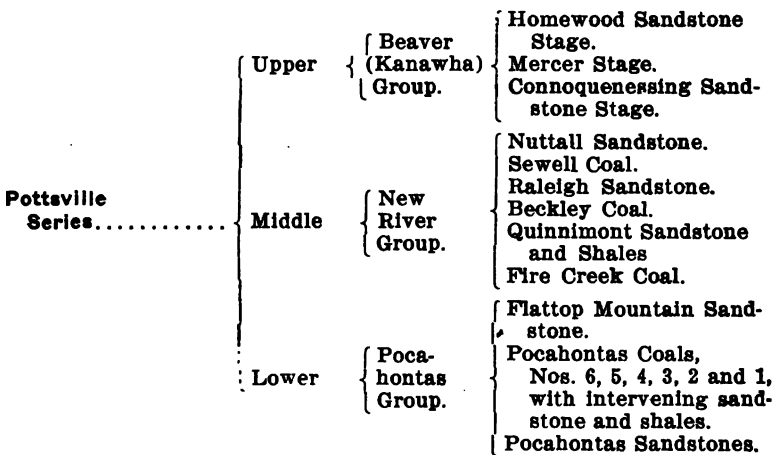 Homewood Sandstone
Stage.
Upper
Beaver
(Kanawha)
Group.
Mercer Stage.
Connoquenessing Sand-
stone Stage.
Pottsville
Series............
Middle
New
River
Group.
Nuttall Sandstone.
Sewell Coal.
Raleigh Sandstone.
Beckley Coal.
Quinnimont Sandstone
and Shales
Fire Creek Coal.
Lower
Poca-
hontas
Group.
Flattop Mountain Sand-
stone.
Pocahontas Coals,
Nos. 6, 5, 4, 3, 2 and 1,
with intervening sand-
stone and shales.
Pocahontas Sandstones.